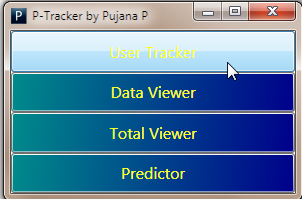 P
P-Tracker by Pujana P
User Tracker
Data Viewer
Total Viewer
Predictor